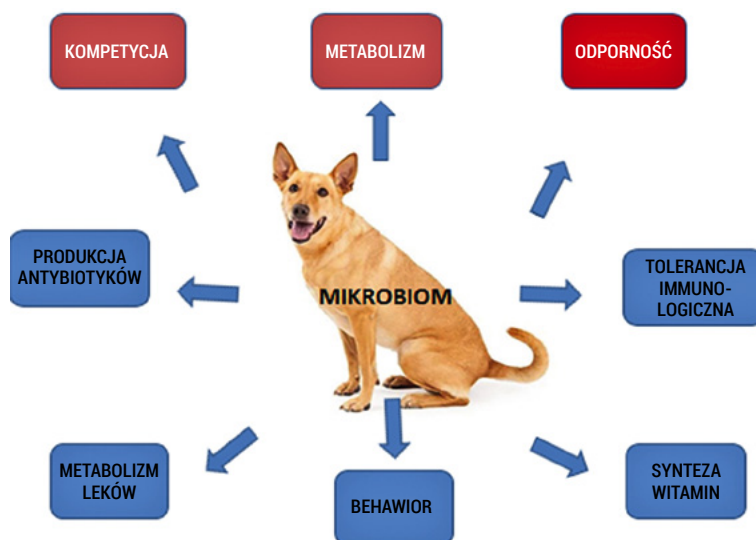 KOMPETYCJA
METABOLIZM
ODPORNOŚĆ
PRODUKCJA
ANTYBIOTYKÓW
MIKROBIOM
TOLERANCJA
IMMUNO-
LOGICZNA
METABOLIZM
LEKÓW
BEHAWIOR
SYNTEZA
WITAMIN